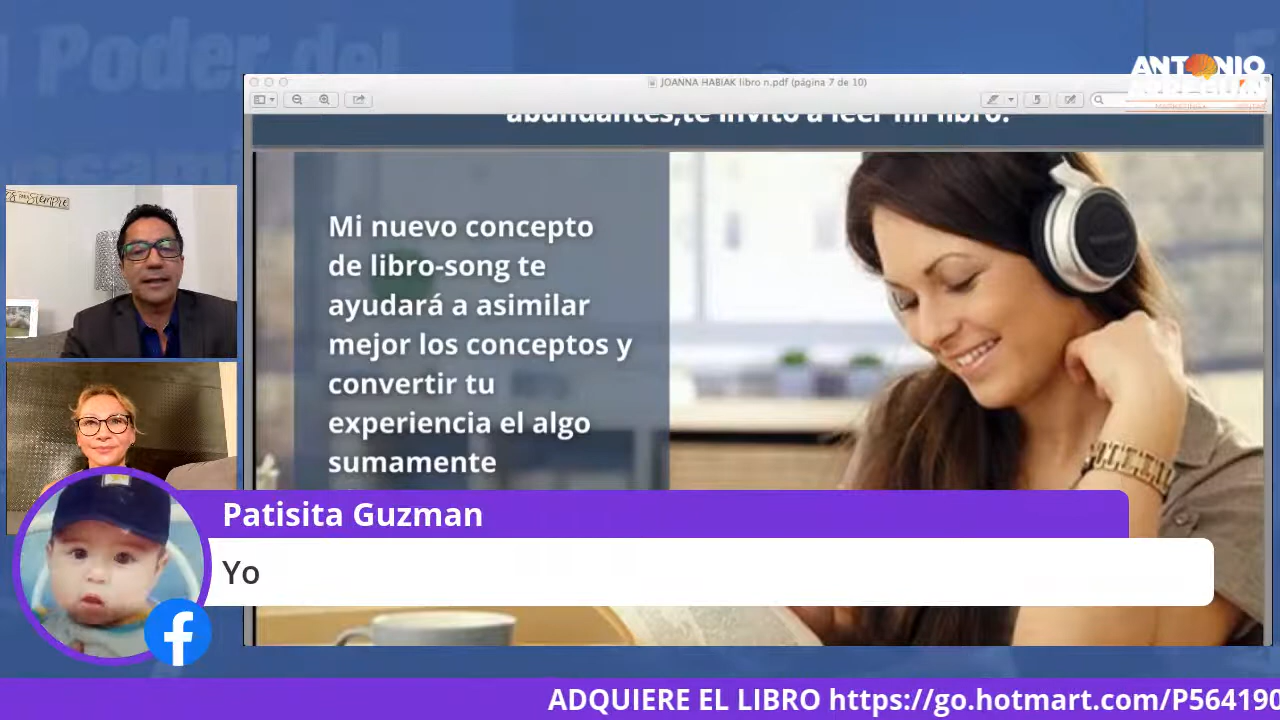 Poder del
ANTONIO
JOANNA HABIAK libro n.pdf (página 7 de 10)
abundantes,te invito a leer mi libro.
Mi nuevo concepto
de libro-song te
ayudará a asimilar
mejor los conceptos y
convertir tu
experiencia el algo
sumamente
Patisita Guzman
Yo
ADQUIERE EL LIBRO https://go.hotmart.com/P564190